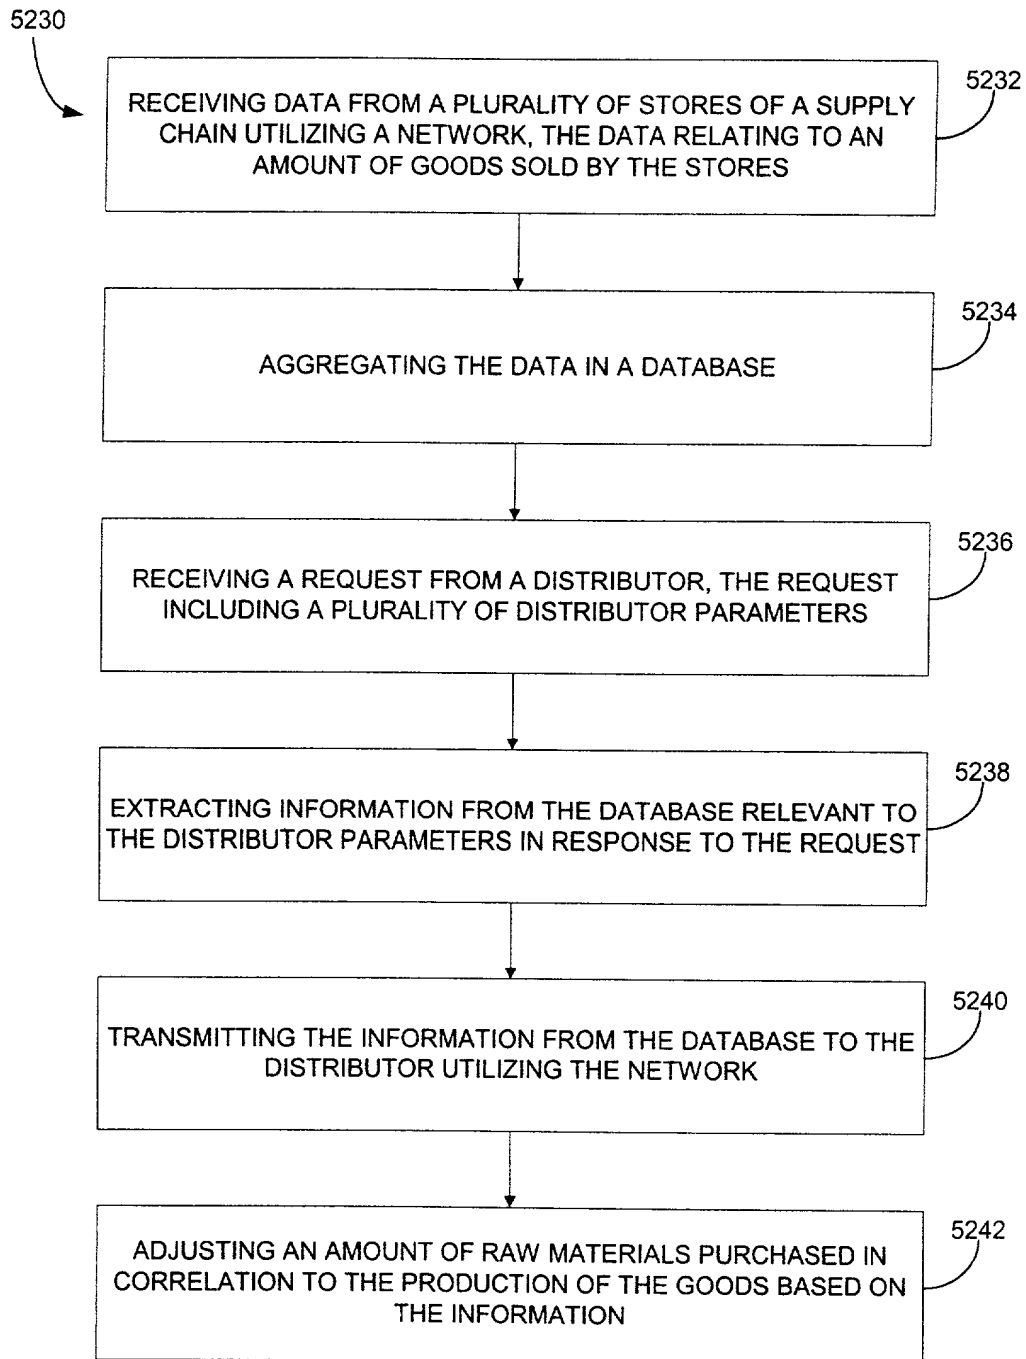 5230
5232
RECEIVING DATA FROM A PLURALITY OF STORES OF A SUPPLY
CHAIN UTILIZING A NETWORK, THE DATA RELATING TO AN
AMOUNT OF GOODS SOLD BY THE STORES
5234
AGGREGATING THE DATA IN A DATABASE
5236
RECEIVING A REQUEST FROM A DISTRIBUTOR, THE REQUEST
INCLUDING A PLURALITY OF DISTRIBUTOR PARAMETERS
5238
EXTRACTING INFORMATION FROM THE DATABASE RELEVANT TO
THE DISTRIBUTOR PARAMETERS IN RESPONSE TO THE REQUEST
5240
TRANSMITTING THE INFORMATION FROM THE DATABASE TO THE
DISTRIBUTOR UTILIZING THE NETWORK
5242
ADJUSTING AN AMOUNT OF RAW MATERIALS PURCHASED IN
CORRELATION TO THE PRODUCTION OF THE GOODS BASED ON
THE INFORMATION